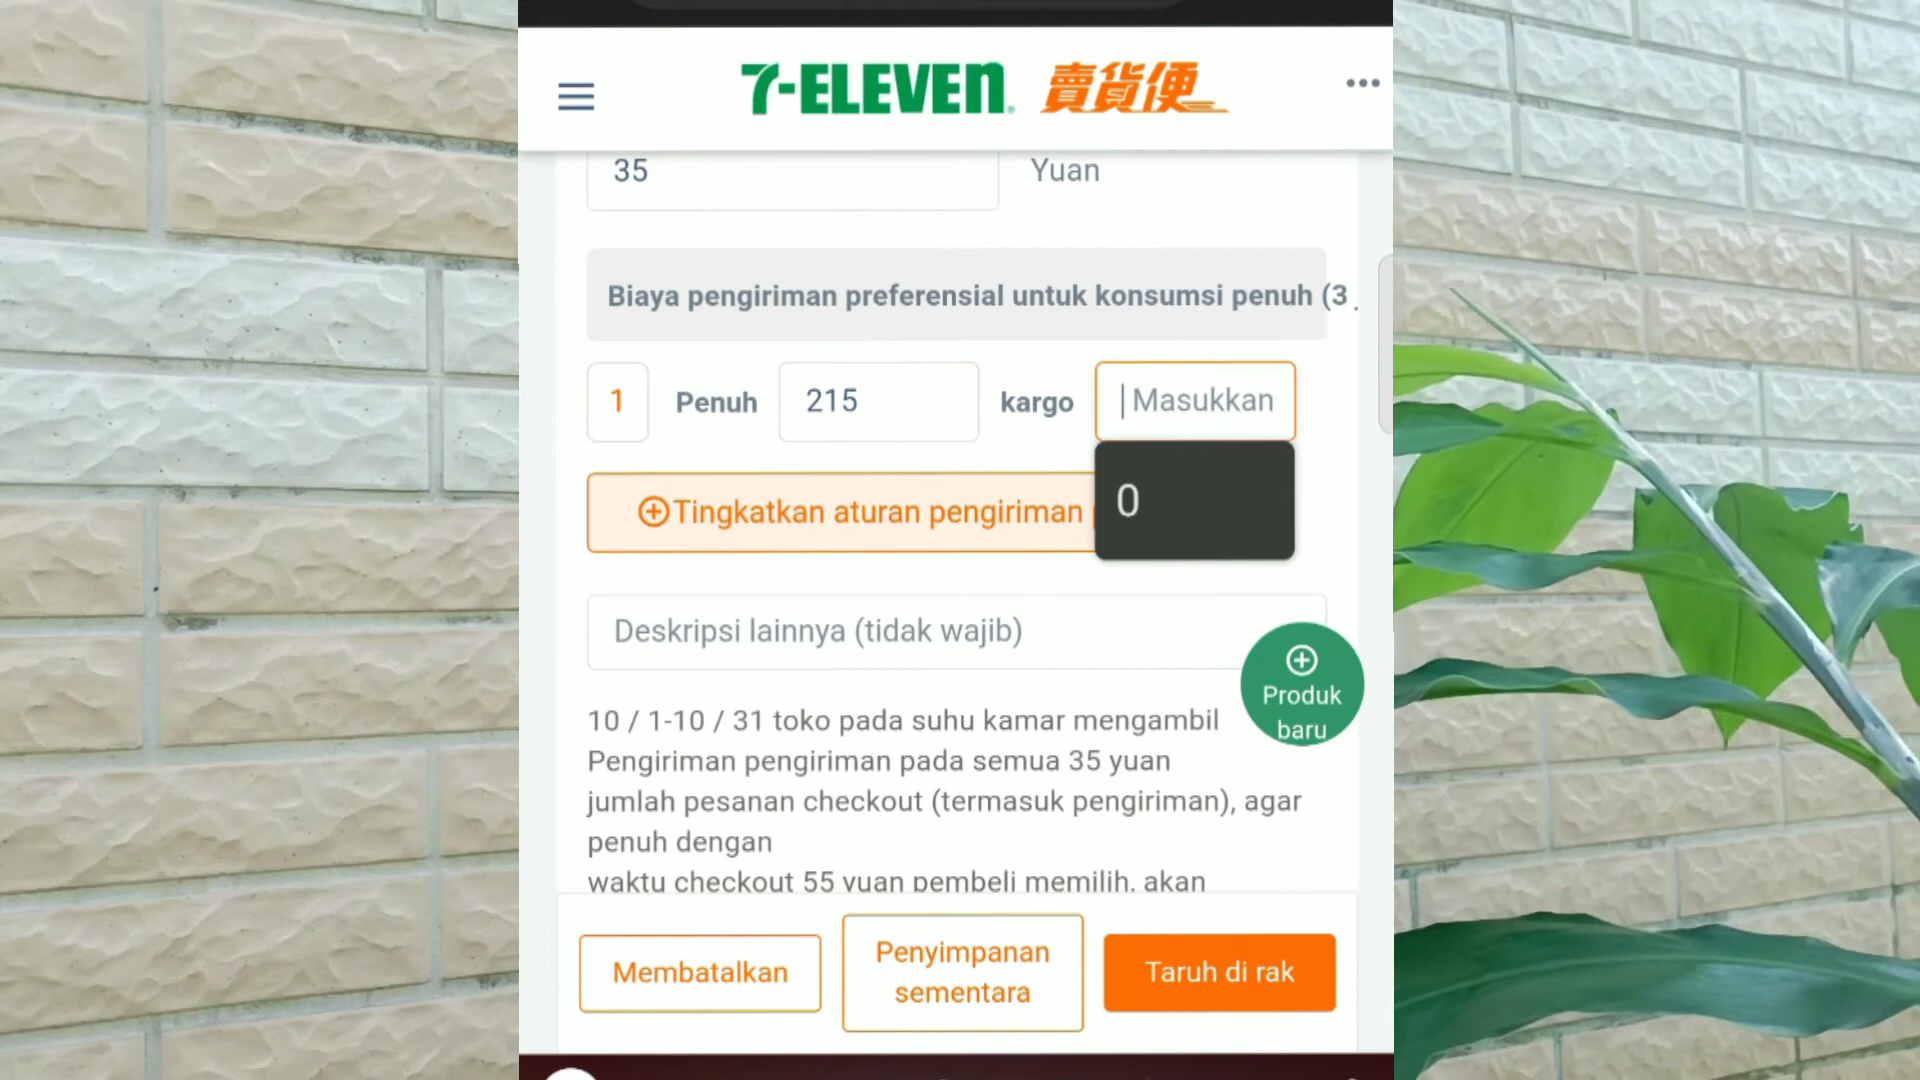 7-ELEVEN 賣貨便
35 Yuan
Biaya pengiriman preferensial untuk konsumsi penuh (3
1 Penuh 215 kargo Masukkan
0
Tingkatkan aturan pengiriman
Deskripsi lainnya (tidak wajib)
Produk
baru
10 / 1-10 / 31 toko pada suhu kamar mengambil
Pengiriman pengiriman pada semua 35 yuan
jumlah pesanan checkout (termasuk pengiriman), agar
penuh dengan
waktu checkout 55 yuan pembeli memilih, akan
Membatalkan
Penyimpanan
sementara
Taruh di rak